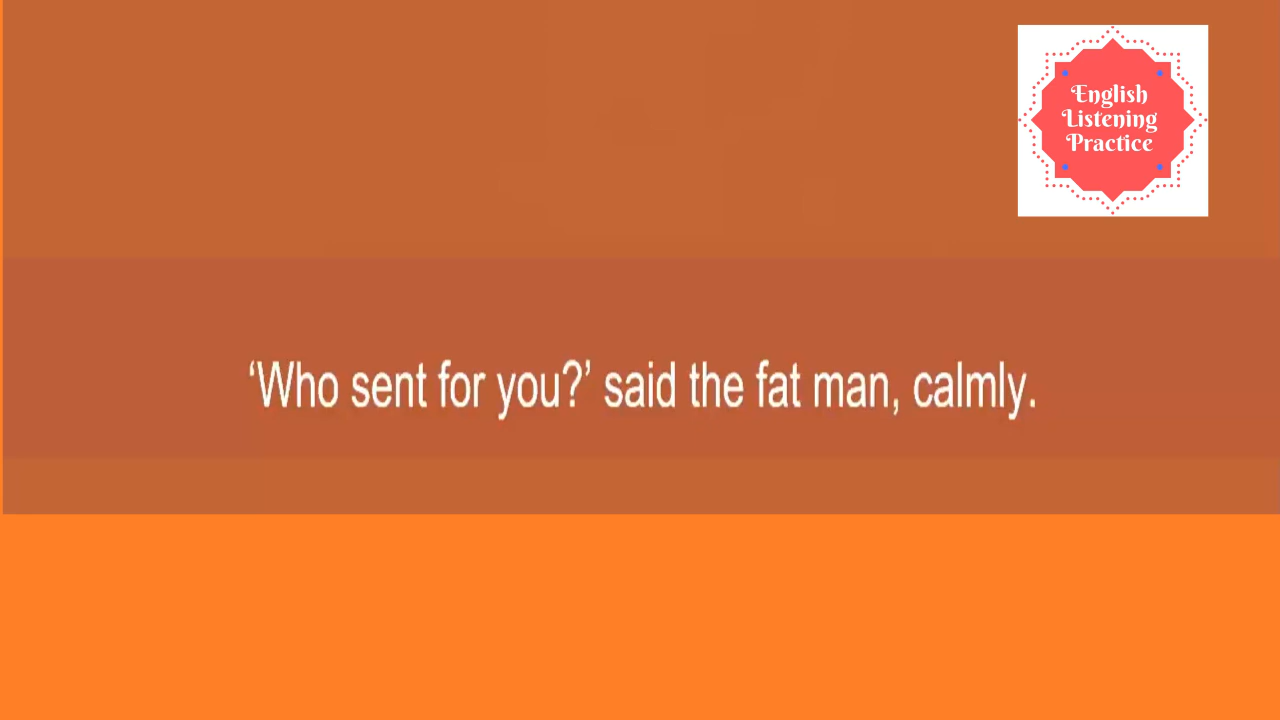 English
Listening
Practice
‘Who sent for you?’ said the fat man, calmly.